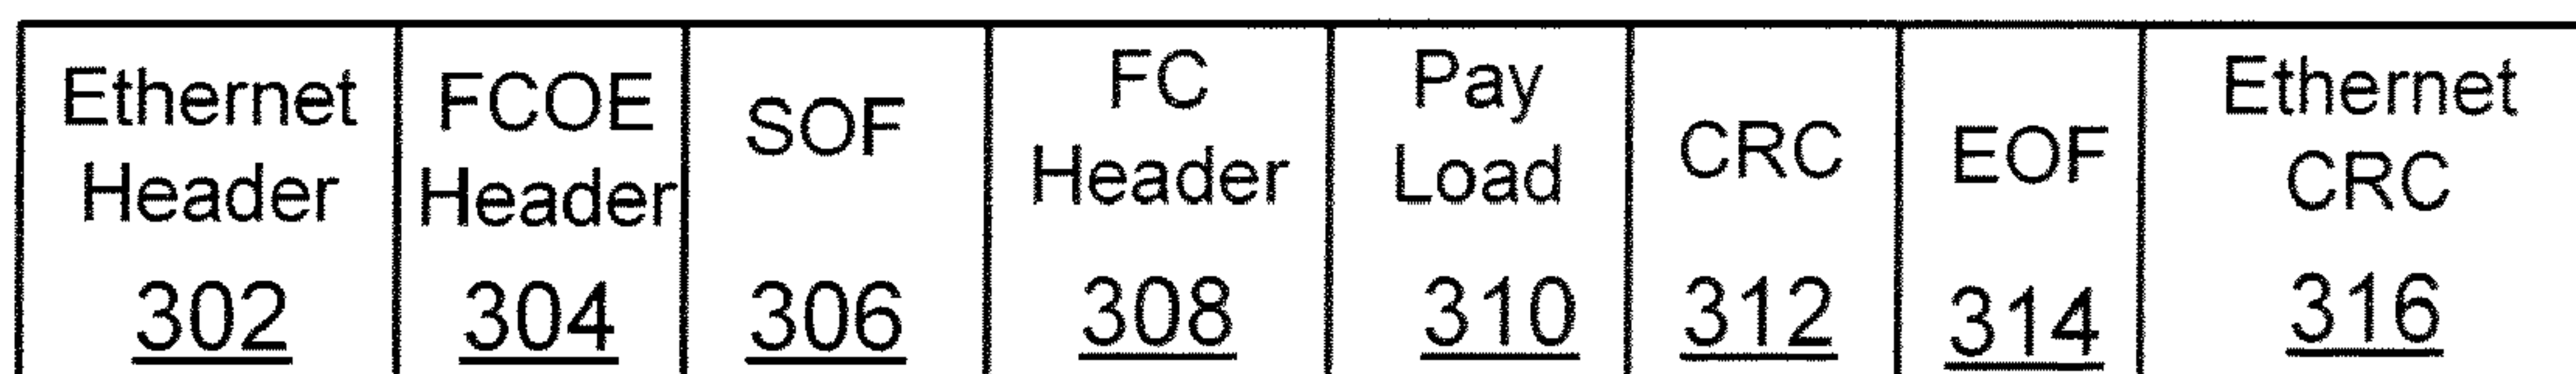 Ethernet
Header
302
FCOE
Header
304
SOF
306
FC
Header
308
Pay
Load
310
CRC
312
EOF
314
Ethernet
CRC
316